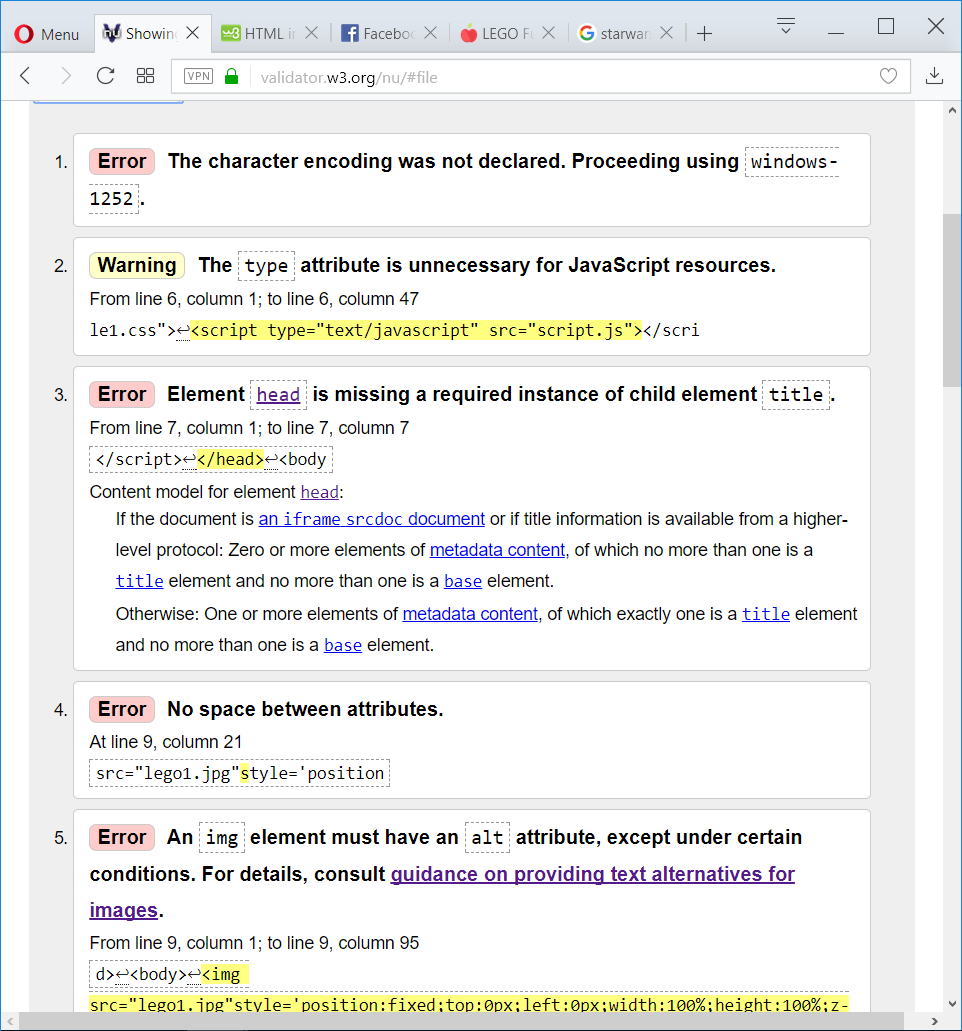 Menu
Showin
HTML i
Faceboo
LEGO F
starwar
VPN
validator.w3.org/nu/#file
1. Error The character encoding was not declared. Proceeding using windows-
1252.
2. Warning The type attribute is unnecessary for JavaScript resources.
From line 6, column 1; to line 6, column 47
le1.css">↩<script type="text/javascript" src="script.js"></scri
3. Error Element head is missing a required instance of child element title.
From line 7, column 1; to line 7, column 7
</script>↩</head>↩<body
Content model for element head:
If the document is an iframe srcdoc document or if title information is available from a higher-
level protocol: Zero or more elements of metadata content, of which no more than one is a
title element and no more than one is a base element.
Otherwise: One or more elements of metadata content, of which exactly one is a title element
and no more than one is a base element.
4. Error No space between attributes.
At line 9, column 21
src="lego1.jpg"style='position
5. Error An img element must have an alt attribute, except under certain
conditions. For details, consult guidance on providing text alternatives for
images.
From line 9, column 1; to line 9, column 95
d>↩<body>↩<img
src="lego1.jpg"style='position:fixed;top:0px;left:0px;width:100%;height:100%;z-